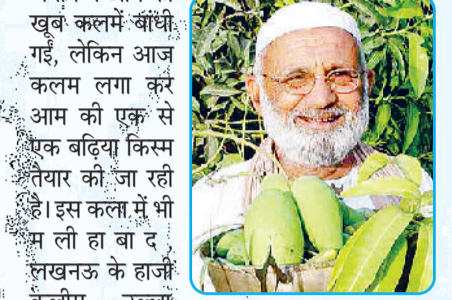 खूब कलमें बांधी
गईं, लेकिन आज
कलम लगा कर
आम की एक से
एक बढ़िया किस्म
तैयार की जा रही
है। इस कला में भी
म ली हा बा द ,
लखनऊ के हाजी